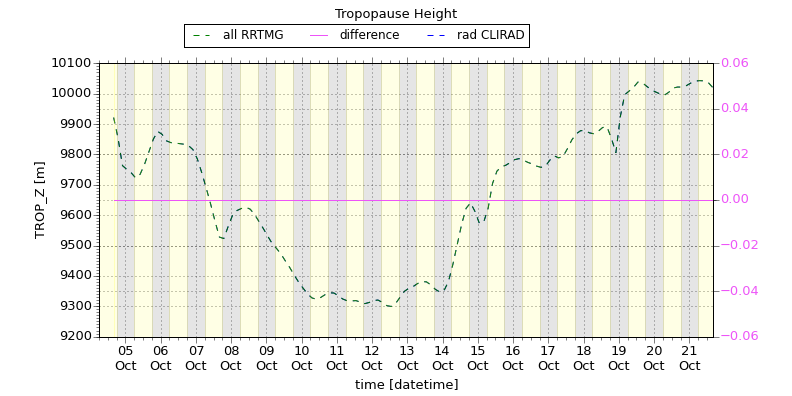 Tropopause Height
all RRTMG difference rad CLIRAD
10100
10000
9900
9800
9700
9600
9500
9400
9300
9200
TROP_Z [m]
0.06
0.04
0.02
0.00
−0.02
−0.04
−0.06
05 06 07 08 09 10 11 12 13 14 15 16 17 18 19 20 21
Oct Oct Oct Oct Oct Oct Oct Oct Oct Oct Oct Oct Oct Oct Oct Oct Oct
time [datetime]